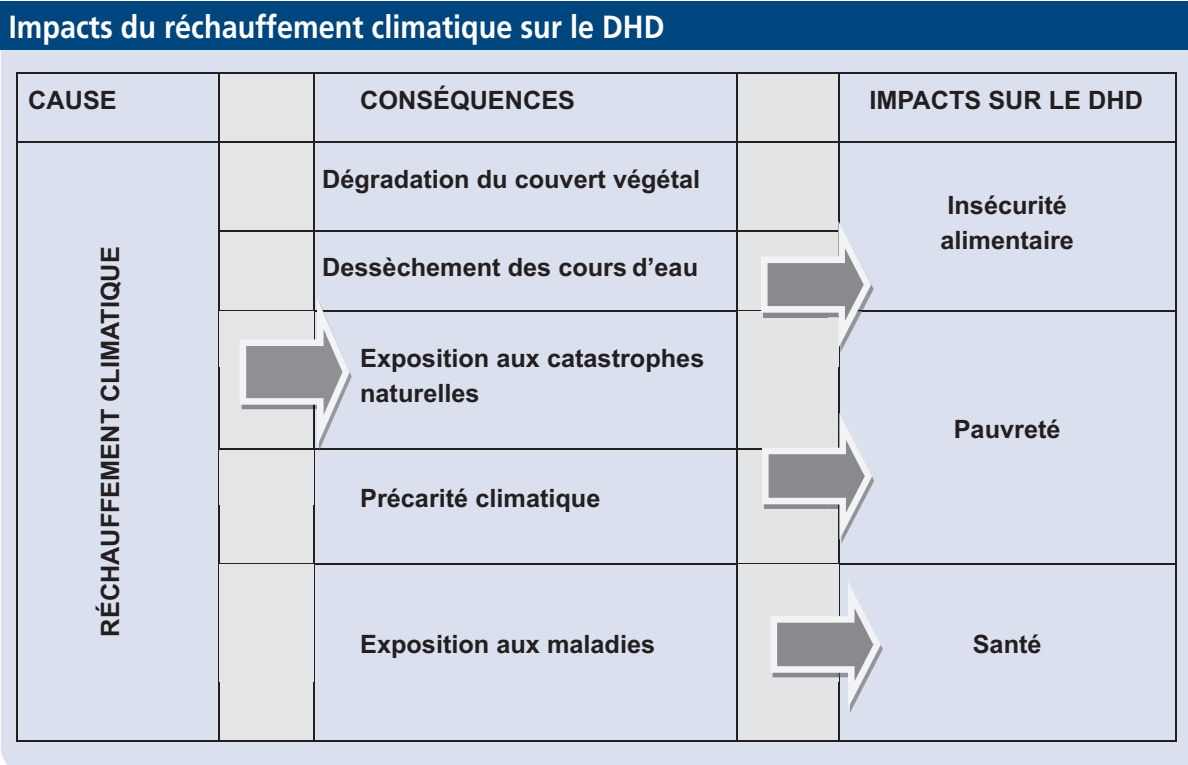 Impacts du réchauffement climatique sur le DHD
CAUSE
CONSÉQUENCES
IMPACTS SUR LE DHD
RÉCHAUFFEMENT CLIMATIQUE
Dégradation du couvert végétal
Dessèchement des cours d’eau
Exposition aux catastrophes
naturelles
Précarité climatique
Exposition aux maladies
Insécurité
alimentaire
Pauvreté
Santé